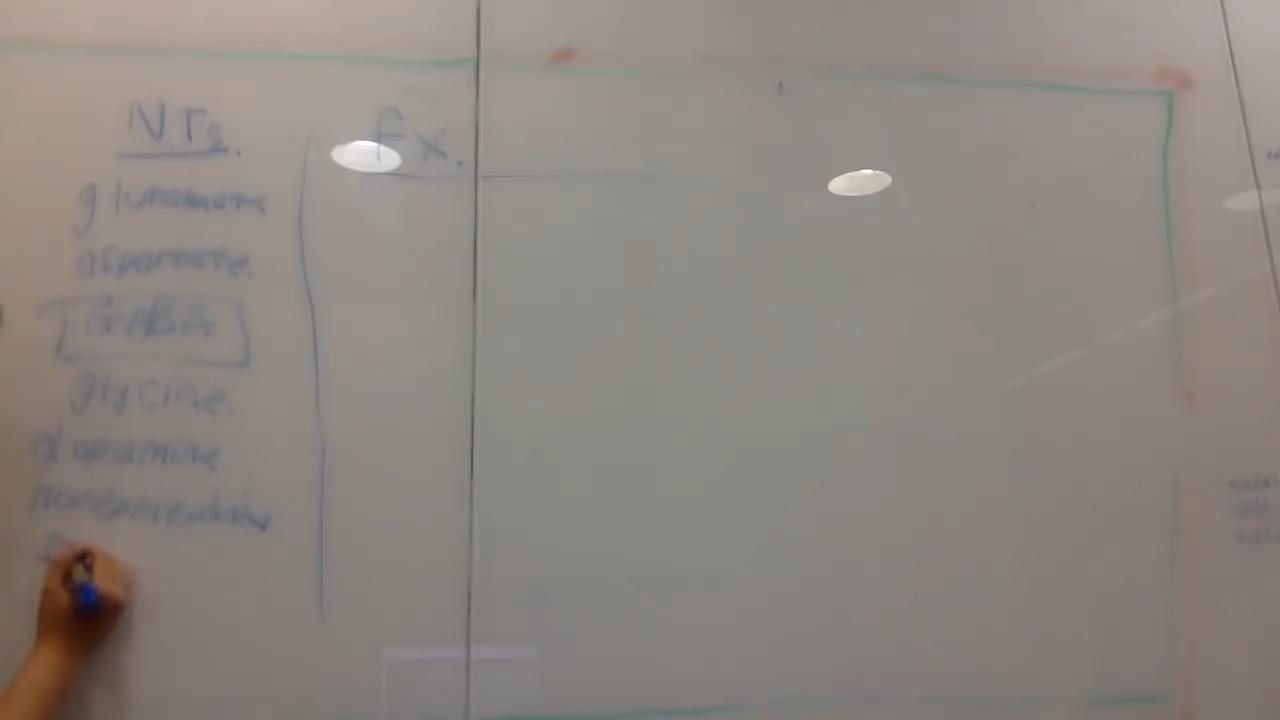 NTs. fx.
glutamate
aspartate.
GABA
glycine.
dopamine
norepinephrine